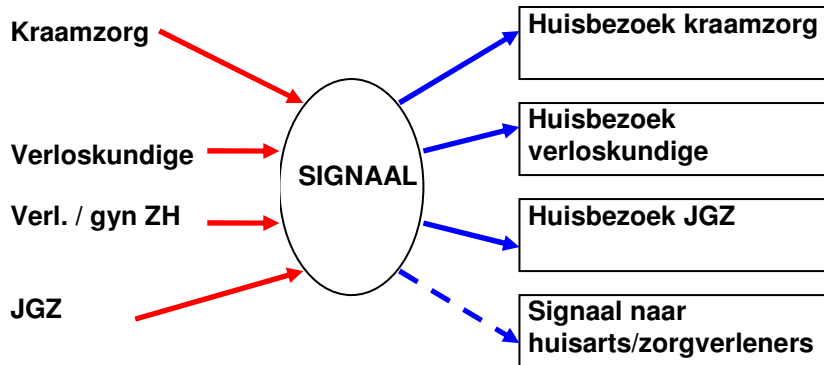 Kraamzorg
Verloskundige
Verl. / gyn ZH
JGZ
SIGNAAL
Huisbezoek kraamzorg
Huisbezoek
verloskundige
Huisbezoek JGZ
Signaal naar
huisarts/zorgverleners